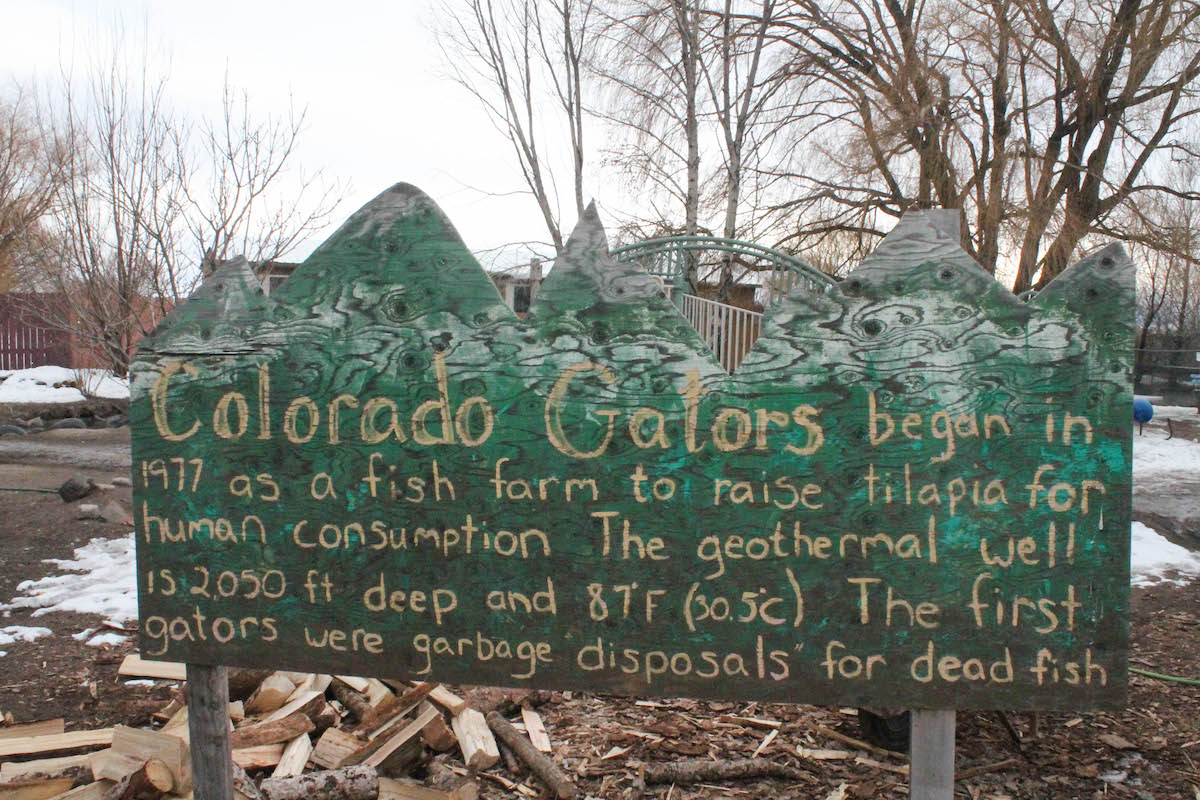 Colorado Gators began in
1977 as a fish farm to raise tilapia for
human consumption The geothermal well
is 2,050 ft deep and 87°F (30.5°C) The first
gators were garbage disposals" for dead fish